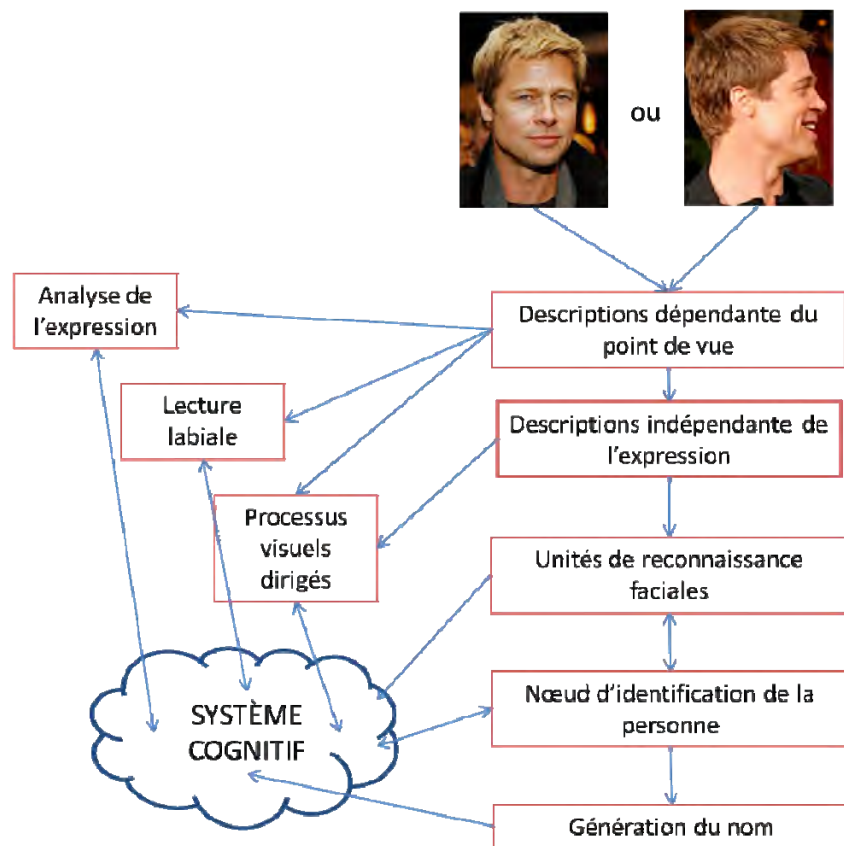 ou
Descriptions dépendante du
point de vue
Analyse de
l'expression
Lecture
labiale
Descriptions indépendante de
l'expression
Processus
visuels
dirigés
Unités de reconnaissance
faciales
Nœud d'identification de la
personne
SYSTÈME
COGNITIF
Génération du nom